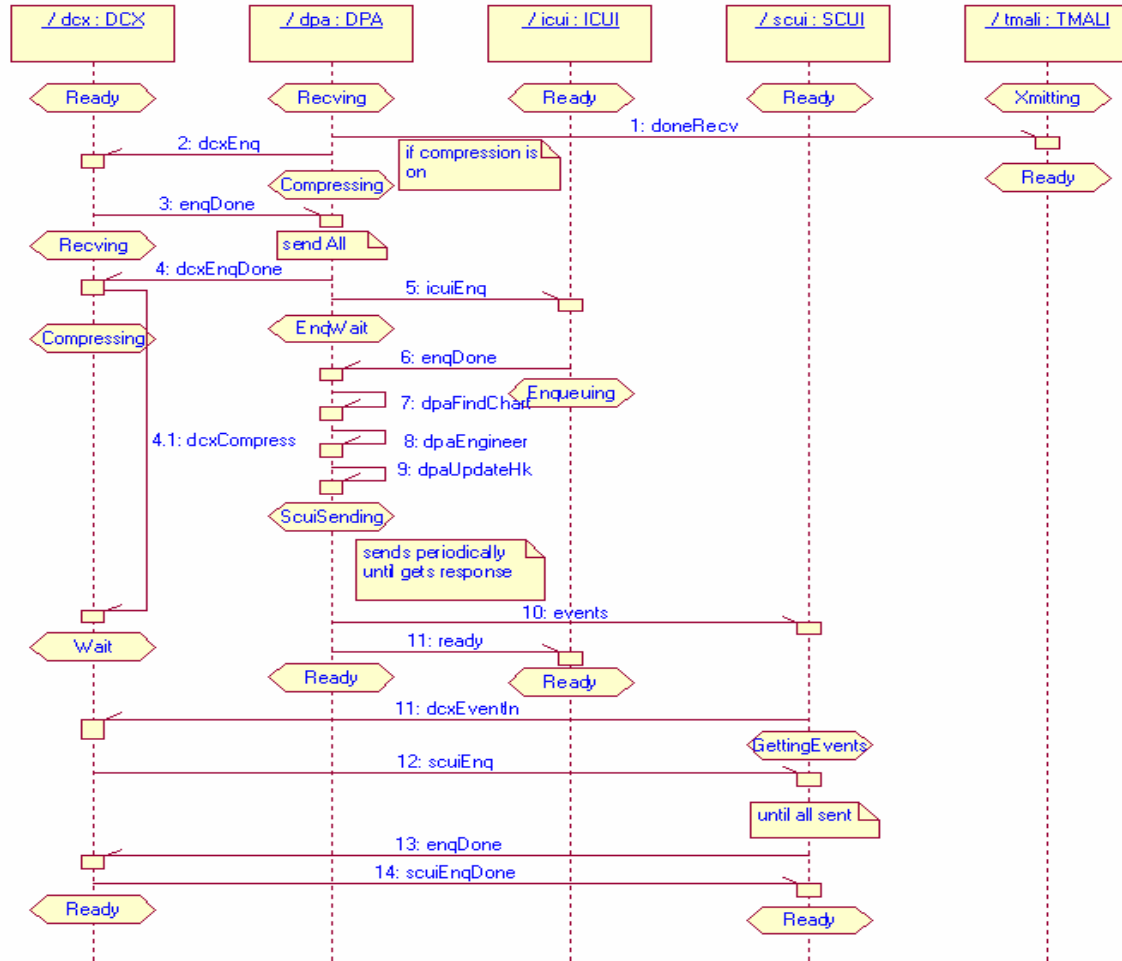 / dcx : DCX
/ dpa : DPA
/ icui : ICUI
/ scui : SCUI
/ tmali : TMALI
Ready
Recving
Ready
Ready
Xmitting
1: doneRecv
2: dcxEnq
if compression is
on
Compressing
Ready
3: enqDone
Recving
send All
4: dcxEnqDone
5: icuiEnq
EnqWait
Compressing
6: enqDone
Enqueuing
7: dpaFindChart
4.1: dcxCompress
8: dpaEngineer
9: dpaUpdateHk
ScuiSending
sends periodically
until gets response
10: events
Wait
11: ready
Ready
Ready
11: dcxEventIn
GettingEvents
12: scuiEnq
until all sent
13: enqDone
14: scuiEnqDone
Ready
Ready